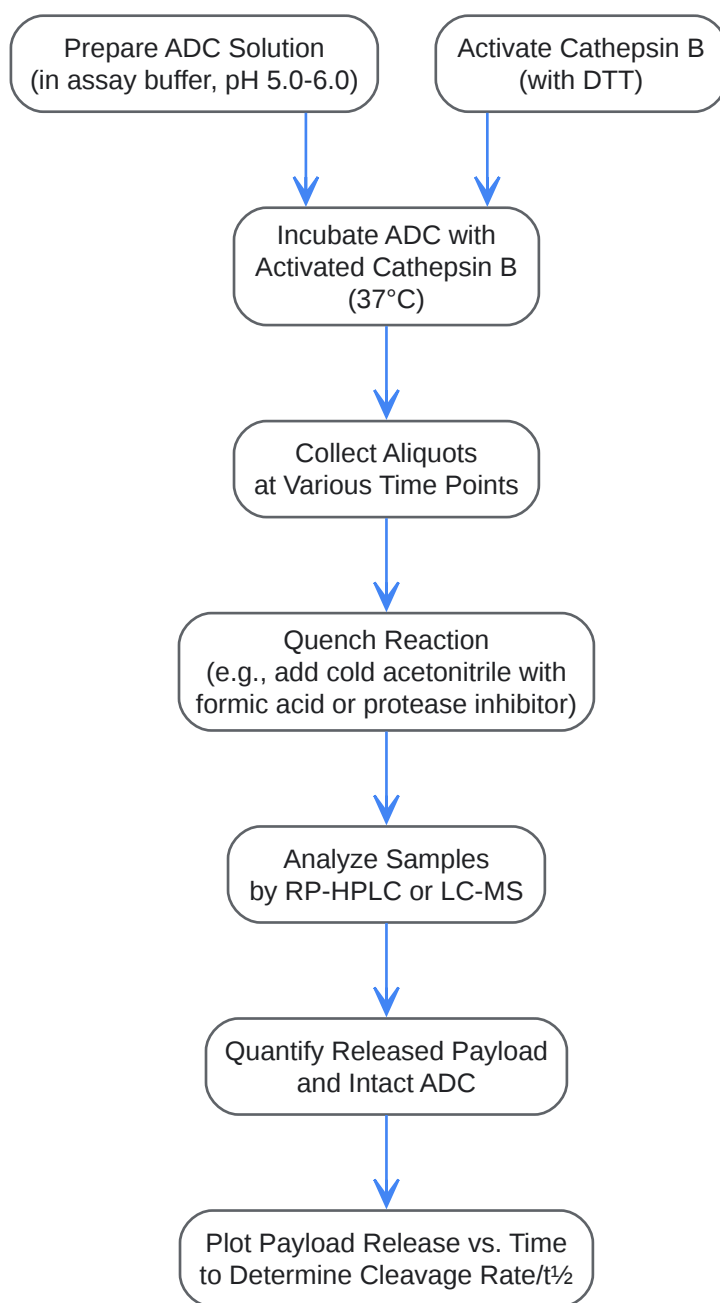 Prepare ADC Solution
(in assay buffer, pH 5.0-6.0)
Activate Cathepsin B
(with DTT)
Incubate ADC with
Activated Cathepsin B
(37°C)
Collect Aliquots
at Various Time Points
Quench Reaction
(e.g., add cold acetonitrile with
formic acid or protease inhibitor)
Analyze Samples
by RP-HPLC or LC-MS
Quantify Released Payload
and Intact ADC
Plot Payload Release vs. Time
to Determine Cleavage Rate/t½